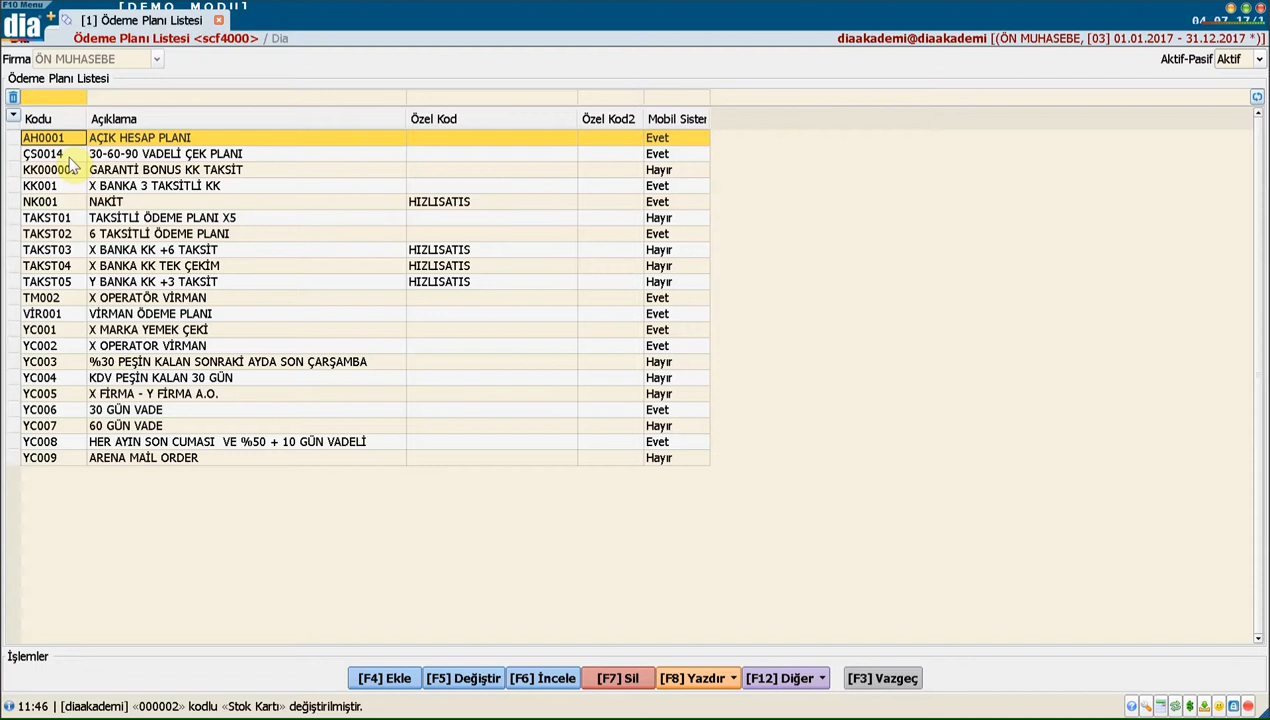 F10 Menu
[DEMO MODÜ]
dia
[1] Ödeme Planı Listesi
Ödeme Planı Listesi <scf4000> / Dia
diaakademi@diaakademi [(ÖN MUHASEBE, [03] 01.01.2017 - 31.12.2017 *)]
Firma ÖN MUHASEBE
Aktif-Pasif Aktif
Ödeme Planı Listesi
Kodu Açıklama Özel Kod Özel Kod2 Mobil Sister
AH0001 AÇIK HESAP PLANI Evet
ÇS0014 30-60-90 VADELİ ÇEK PLANI Evet
KK00000 GARANTİ BONUS KK TAKSİT Hayır
KK001 X BANKA 3 TAKSİTLİ KK Evet
NK001 NAKİT HIZLISATIS Evet
TAKST01 TAKSİTLİ ÖDEME PLANI X5 Hayır
TAKST02 6 TAKSİTLİ ÖDEME PLANI Evet
TAKST03 X BANKA KK +6 TAKSİT HIZLISATIS Hayır
TAKST04 X BANKA KK TEK ÇEKİM HIZLISATIS Hayır
TAKST05 Y BANKA KK +3 TAKSİT HIZLISATIS Hayır
TM002 X OPERATÖR VİRMAN Evet
VİR001 VİRMAN ÖDEME PLANI Evet
YC001 X MARKA YEMEK ÇEKİ Evet
YC002 X OPERATOR VİRMAN Evet
YC003 %30 PEŞİN KALAN SONRAKİ AYDA SON ÇARŞAMBA Hayır
YC004 KDV PEŞİN KALAN 30 GÜN Hayır
YC005 X FİRMA - Y FİRMA A.O. Hayır
YC006 30 GÜN VADE Evet
YC007 60 GÜN VADE Hayır
YC008 HER AYIN SON CUMASI VE %50 + 10 GÜN VADELİ Evet
YC009 ARENA MAİL ORDER Hayır
İşlemler
[F4] Ekle [F5] Değiştir [F6] İncele [F7] Sil [F8] Yazdır [F12] Diğer [F3] Vazgeç
11:46 | [diaakademi] «000002» kodlu «Stok Kartı» değiştirilmiştir.